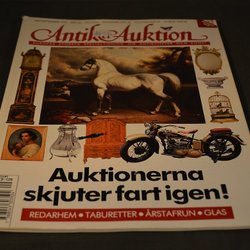 Antik & Auktion
Auktionerna
skjuter fart igen!
REDARHEM • TABURETTER • ÅRSTAFRUN • GLAS